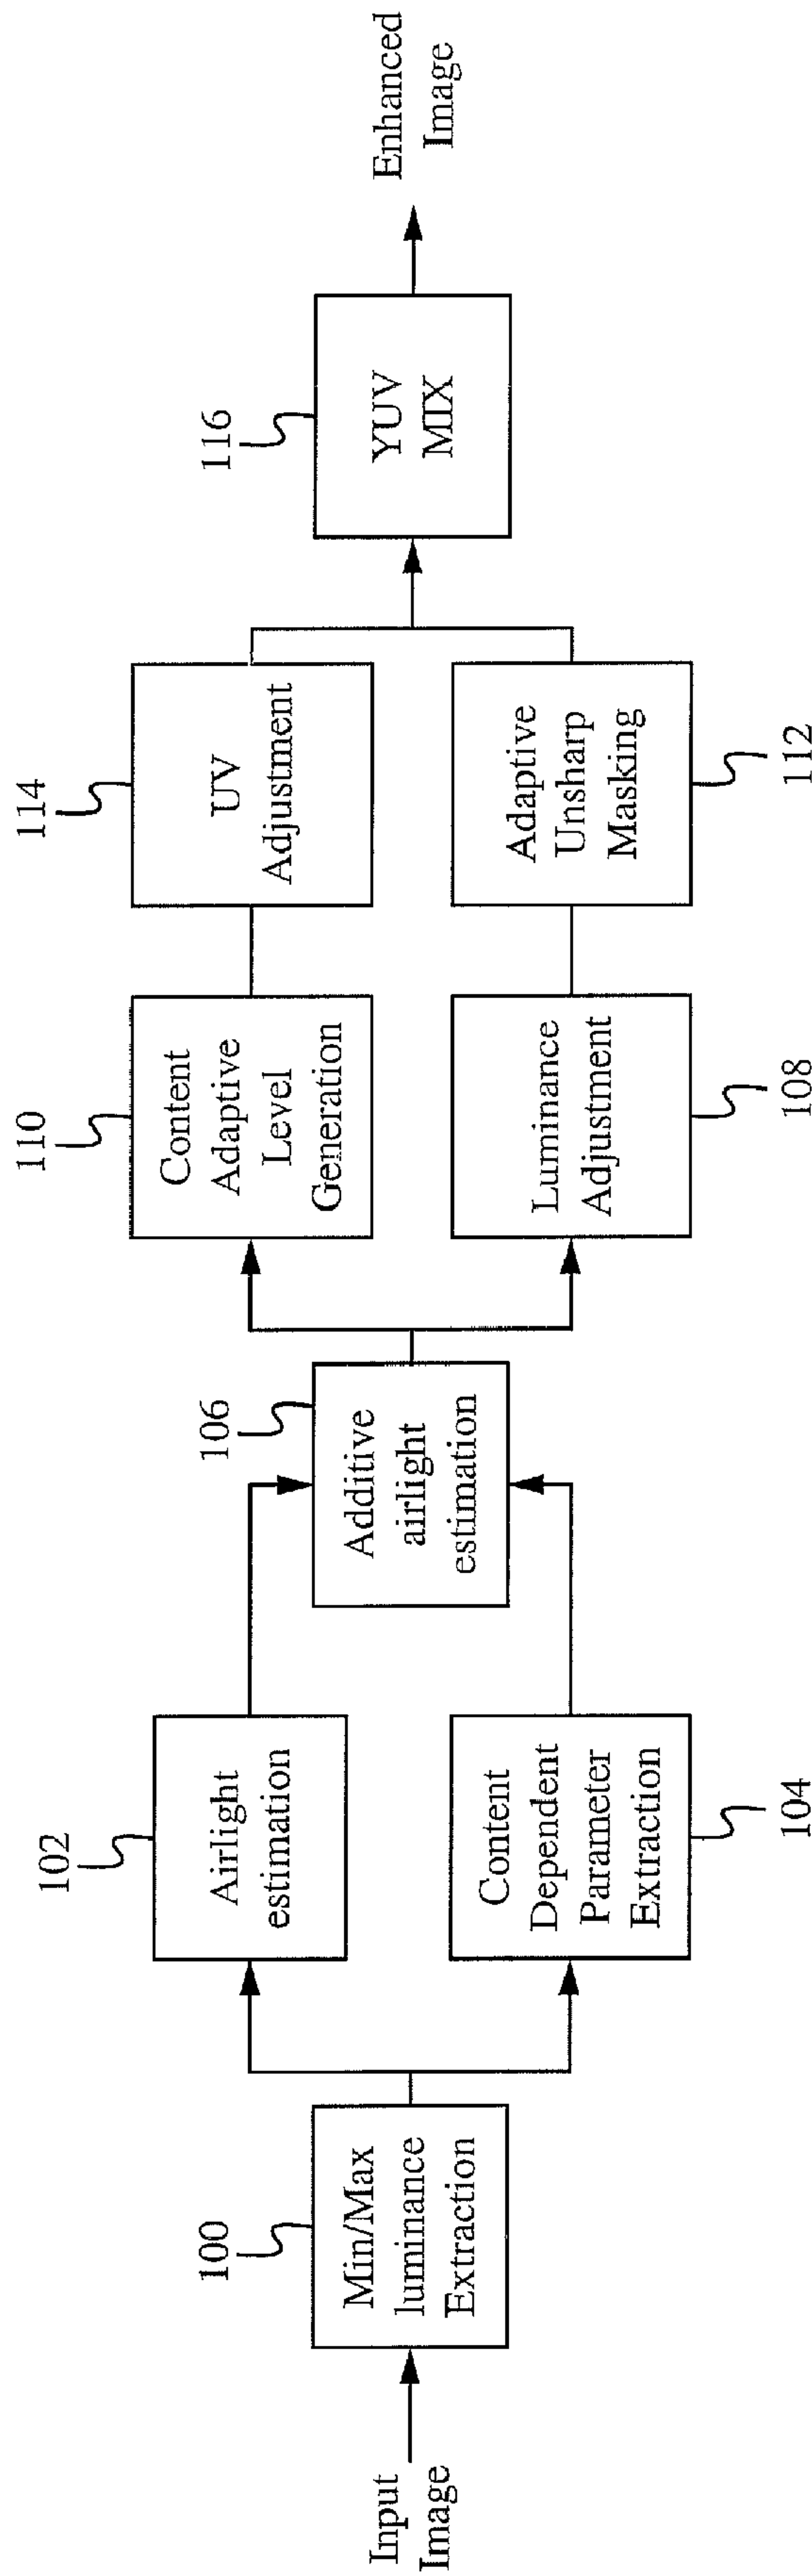 Input
Image
100
Min/Max
luminance
Extraction
102
Airlight
estimation
Content
Dependent
Parameter
Extraction
104
106
Additive
airlight
estimation
110
Content
Adaptive
Level
Generation
Luminance
Adjustment
108
114
UV
Adjustment
Adaptive
Unsharp
Masking
112
116
YUV
MIX
Enhanced
Image